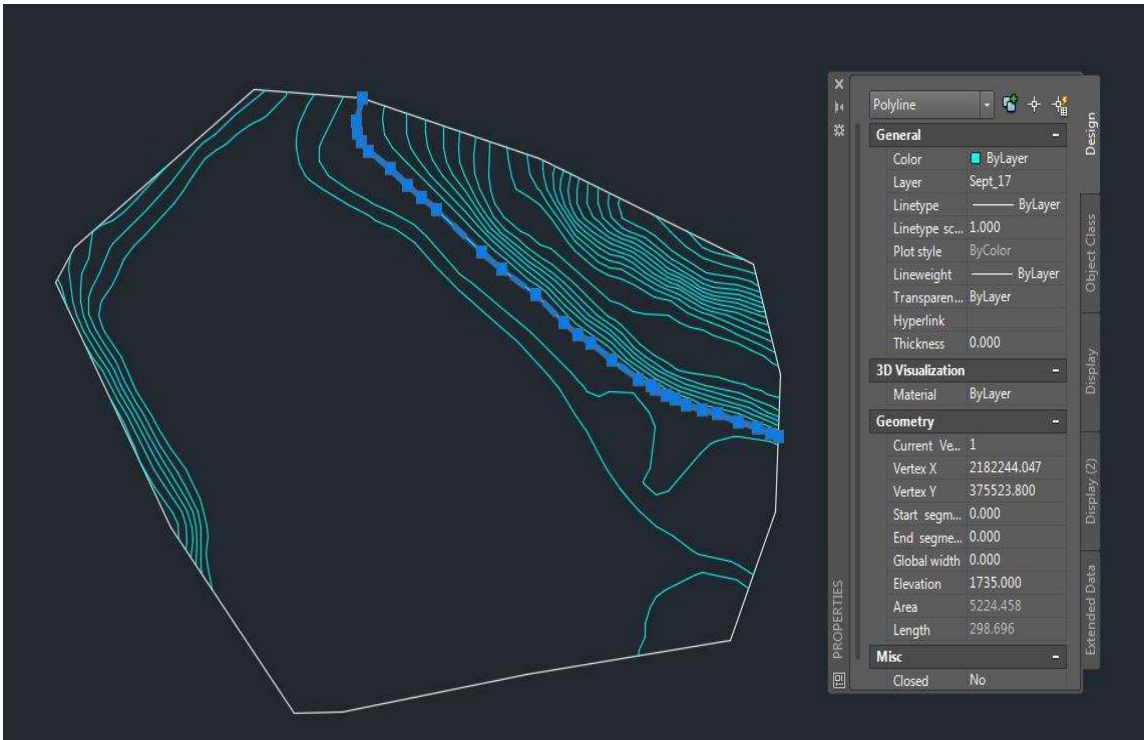 Polyline
General
Color ByLayer
Layer Sept_17
Linetype ByLayer
Linetype sc... 1.000
Plot style ByColor
Lineweight ByLayer
Transparen... ByLayer
Hyperlink
Thickness 0.000
3D Visualization
Material ByLayer
Geometry
Current Ve... 1
Vertex X 2182244.047
Vertex Y 375523.800
Start segm... 0.000
End segme... 0.000
Global width 0.000
Elevation 1735.000
Area 5224.458
Length 298.696
Misc
Closed No
PROPERTIES
Design
Object Class
Display
Display (2)
Extended Data